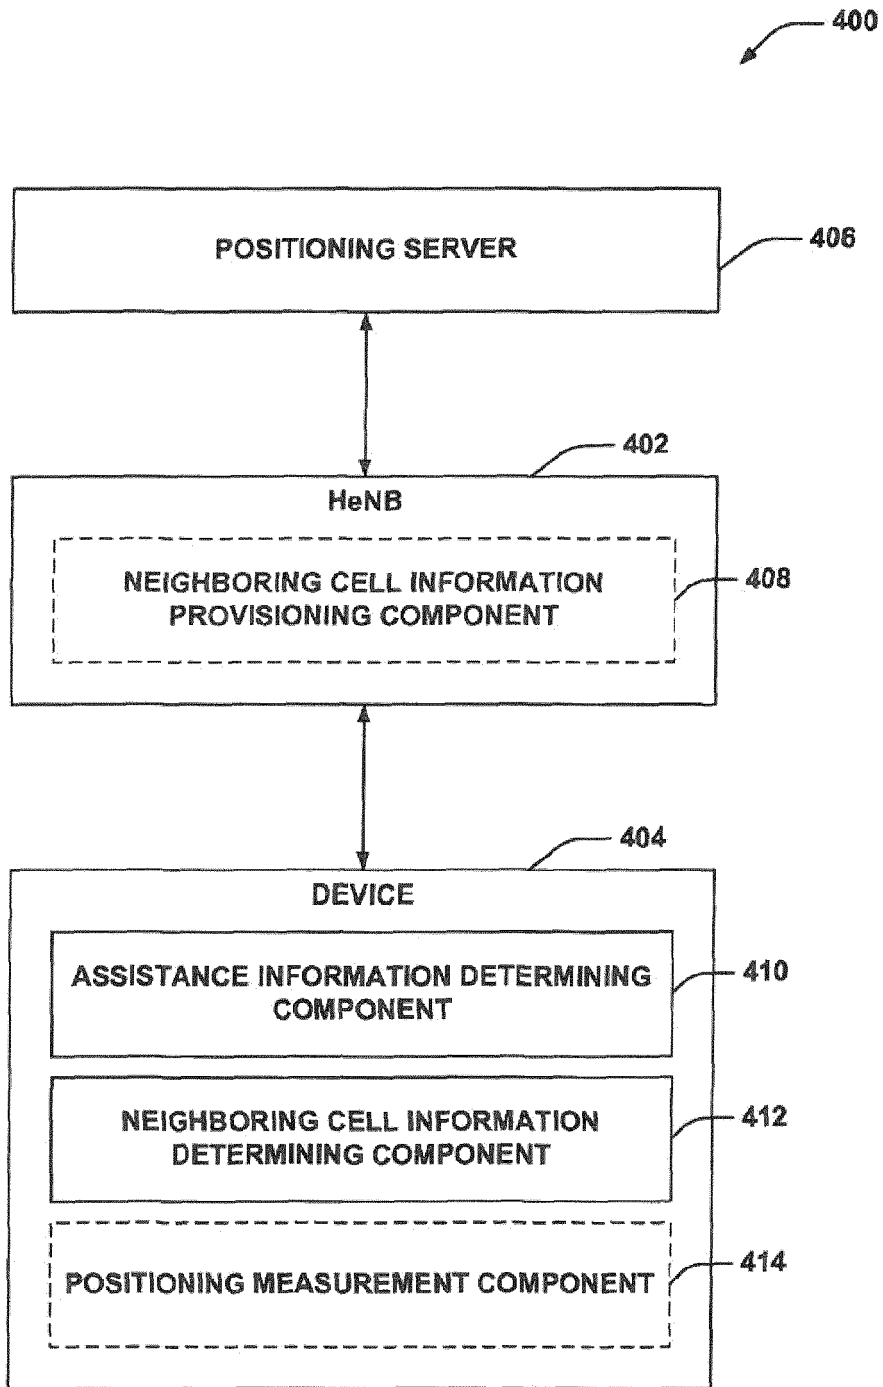 400
POSITIONING SERVER
406
402
HeNB
NEIGHBORING CELL INFORMATION
PROVISIONING COMPONENT
408
404
DEVICE
ASSISTANCE INFORMATION DETERMINING
COMPONENT
410
NEIGHBORING CELL INFORMATION
DETERMINING COMPONENT
412
POSITIONING MEASUREMENT COMPONENT
414